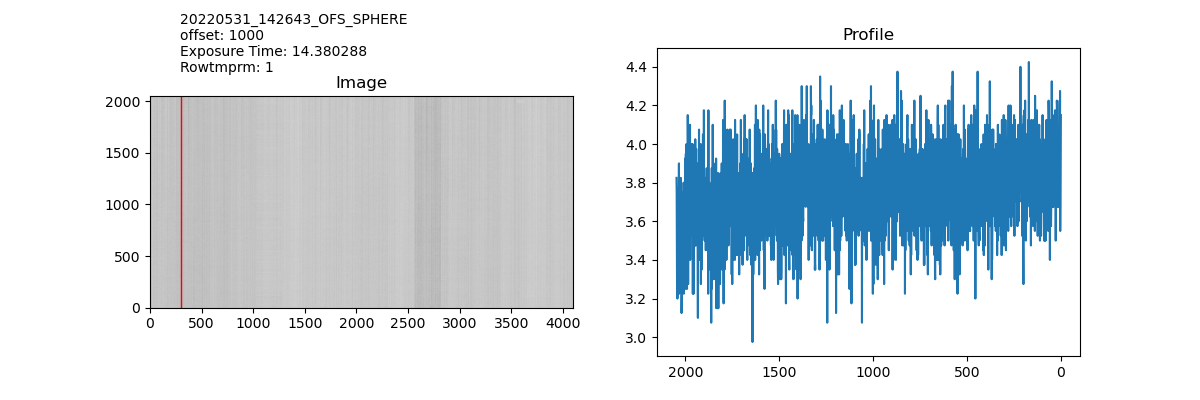 20220531_142643_OFS_SPHERE
offset: 1000
Exposure Time: 14.380288
Rowtmprm: 1
Image
2000
1500
1000
500
0
0 500 1000 1500 2000 2500 3000 3500 4000
Profile
4.4
4.2
4.0
3.8
3.6
3.4
3.2
3.0
2000 1500 1000 500 0